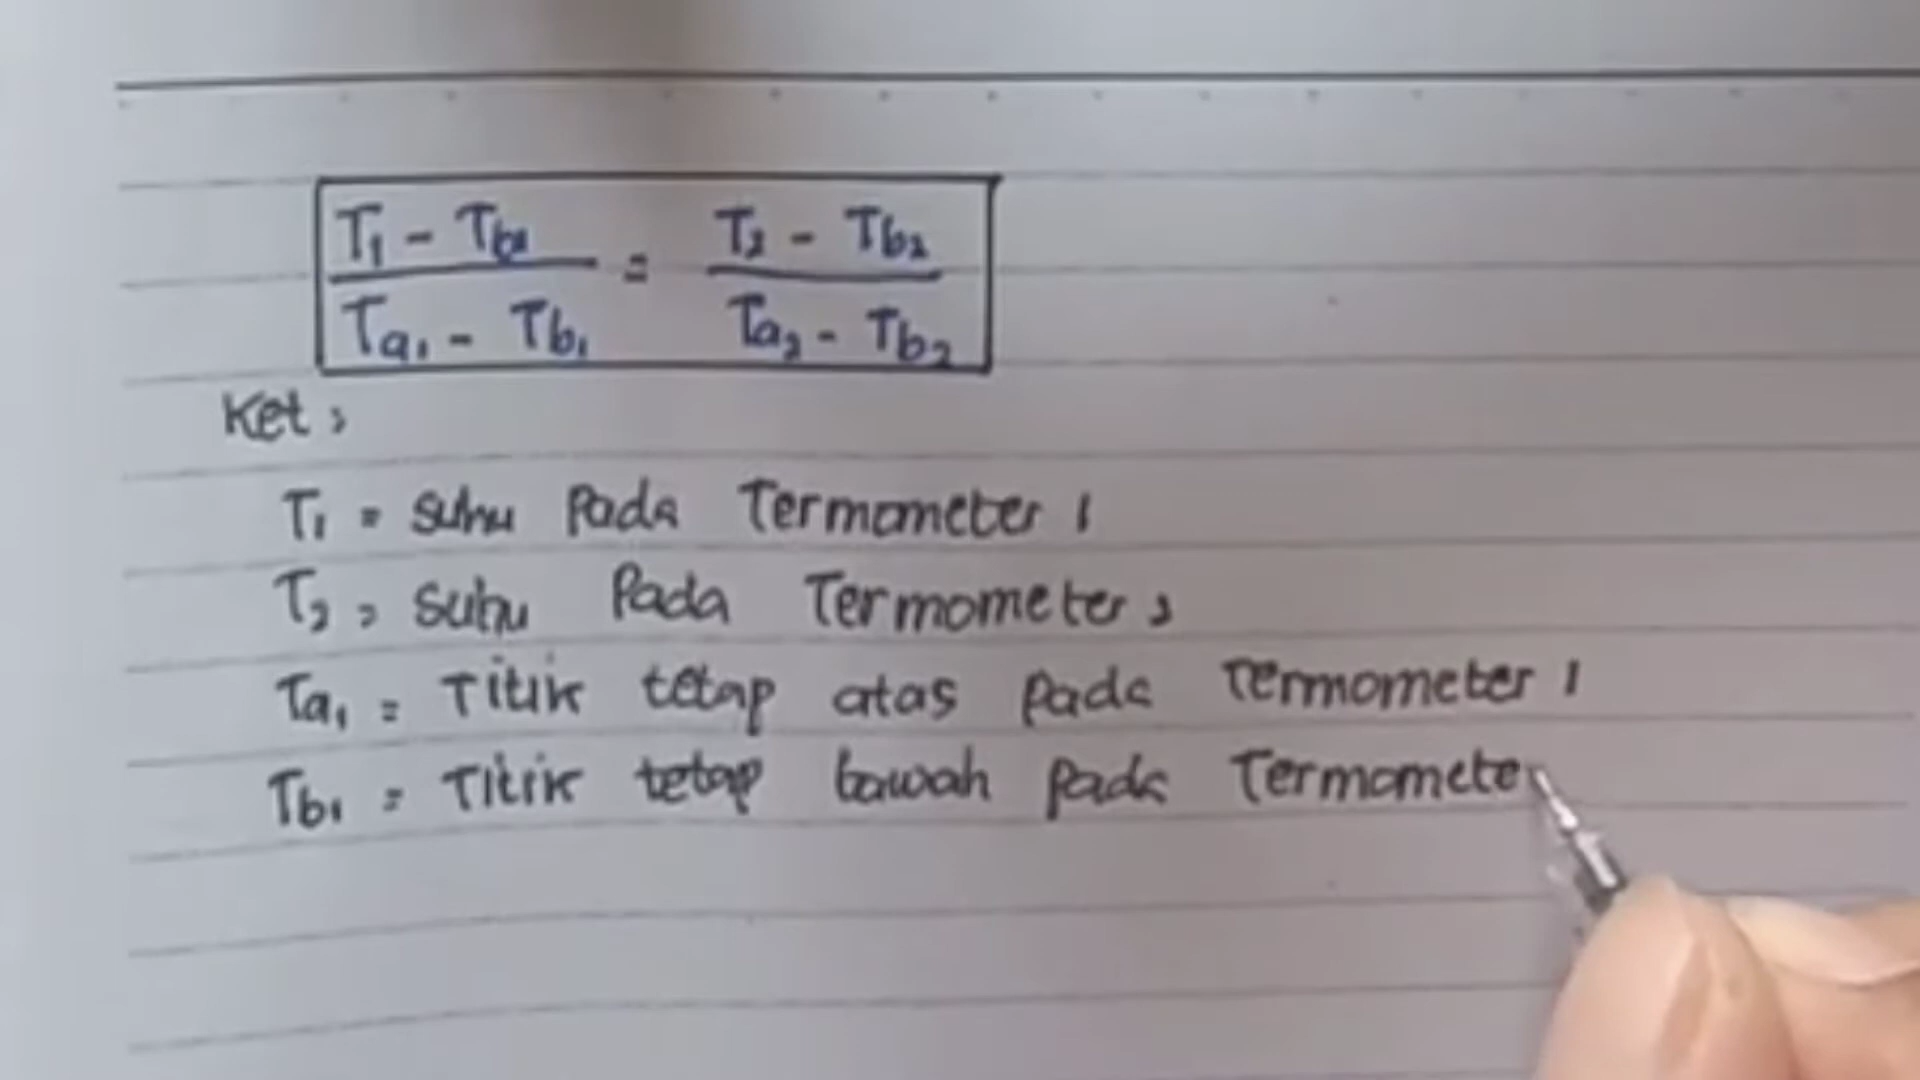 T₁ - Tb₁ = T₂ - Tb₂
Ta₁ - Tb₁ Ta₂ - Tb₂
Ket :
T₁ = suhu Pada Termometer 1
T₂ = Suhu Pada Termometer 2
Ta₁ = Titik tetap atas pada Termometer 1
Tb₁ = Titik tetap bawah pada Termomete